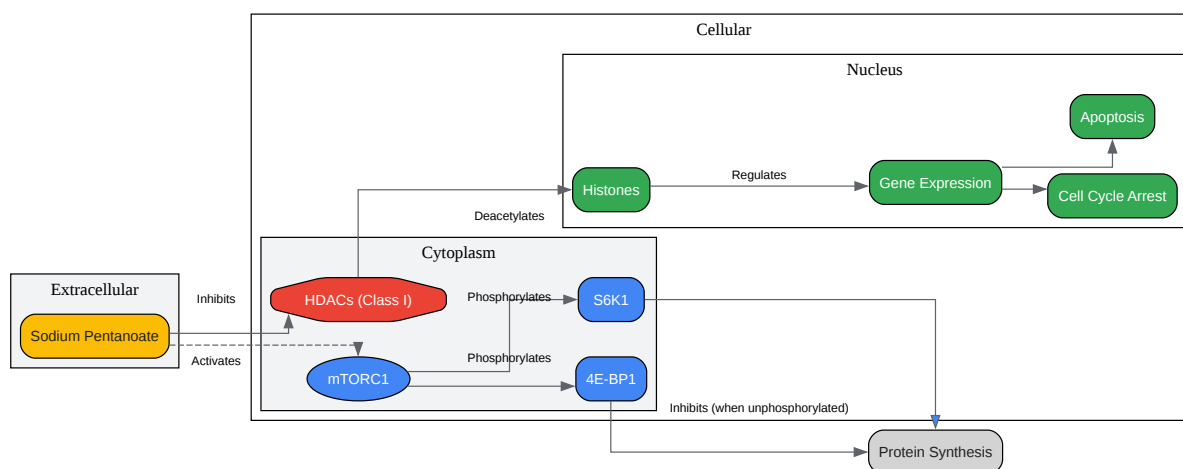 Cellular
Nucleus
Apoptosis
Histones
Regulates
Gene Expression
Cell Cycle Arrest
Deacetylates
Cytoplasm
Extracellular
Inhibits
HDACs (Class I)
Phosphorylates
S6K1
Sodium Pentanoate
Activates
mTORC1
Phosphorylates
4E-BP1
Inhibits (when unphosphorylated)
Protein Synthesis